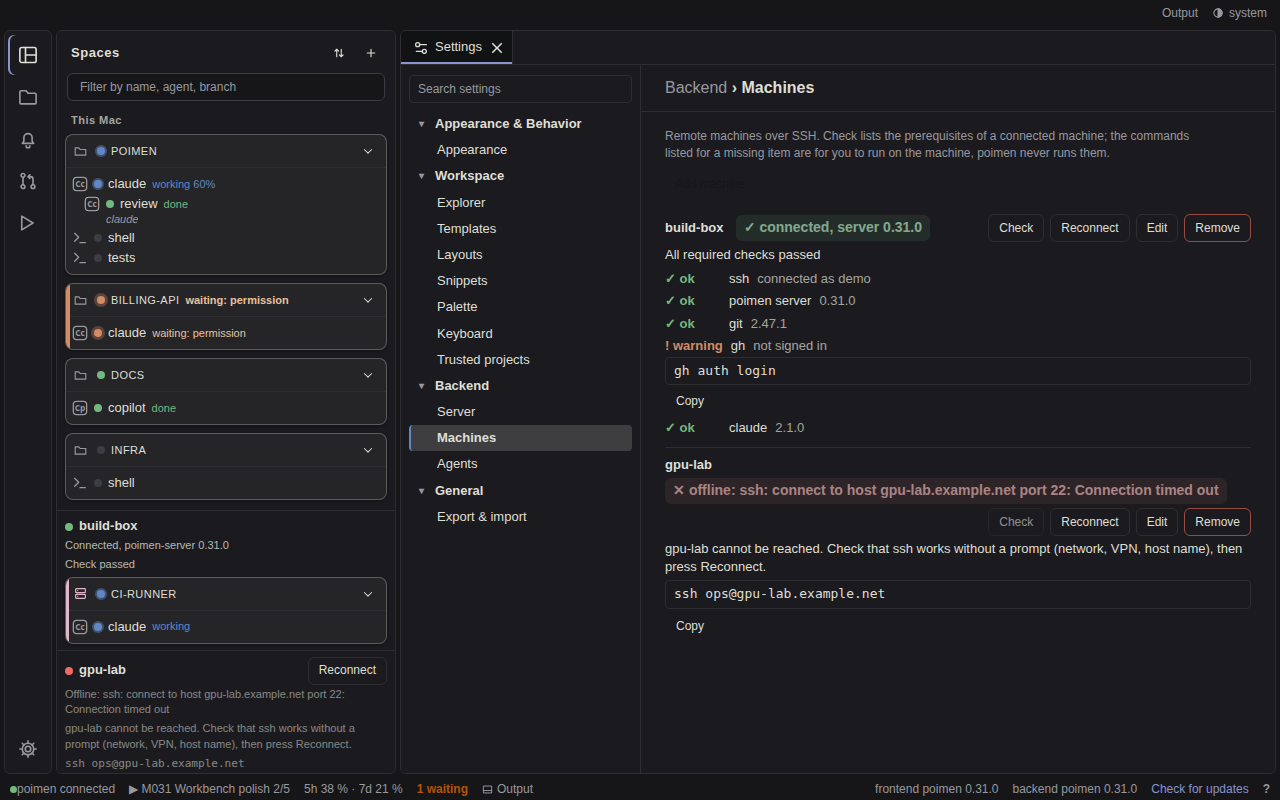 Output system
Spaces
Filter by name, agent, branch
This Mac
POIMEN
Cc claude working 60%
Cc review done
claude
shell
tests
BILLING-API waiting: permission
Cc claude waiting: permission
DOCS
Cp copilot done
INFRA
shell
build-box
Connected, poimen-server 0.31.0
Check passed
CI-RUNNER
Cc claude working
gpu-lab Reconnect
Offline: ssh: connect to host gpu-lab.example.net port 22:
Connection timed out
gpu-lab cannot be reached. Check that ssh works without a
prompt (network, VPN, host name), then press Reconnect.
ssh ops@gpu-lab.example.net
Settings
Search settings
Appearance & Behavior
Appearance
Workspace
Explorer
Templates
Layouts
Snippets
Palette
Keyboard
Trusted projects
Backend
Server
Machines
Agents
General
Export & import
Backend › Machines
Remote machines over SSH. Check lists the prerequisites of a connected machine; the commands
listed for a missing item are for you to run on the machine, poimen never runs them.
build-box ✓ connected, server 0.31.0 Check Reconnect Edit Remove
All required checks passed
✓ ok ssh connected as demo
✓ ok poimen server 0.31.0
✓ ok git 2.47.1
! warning gh not signed in
gh auth login
Copy
✓ ok claude 2.1.0
gpu-lab
✕ offline: ssh: connect to host gpu-lab.example.net port 22: Connection timed out
Check Reconnect Edit Remove
gpu-lab cannot be reached. Check that ssh works without a prompt (network, VPN, host name), then
press Reconnect.
ssh ops@gpu-lab.example.net
Copy
poimen connected ▶ M031 Workbench polish 2/5 5h 38 % · 7d 21 % 1 waiting Output frontend poimen 0.31.0 backend poimen 0.31.0 Check for updates ?